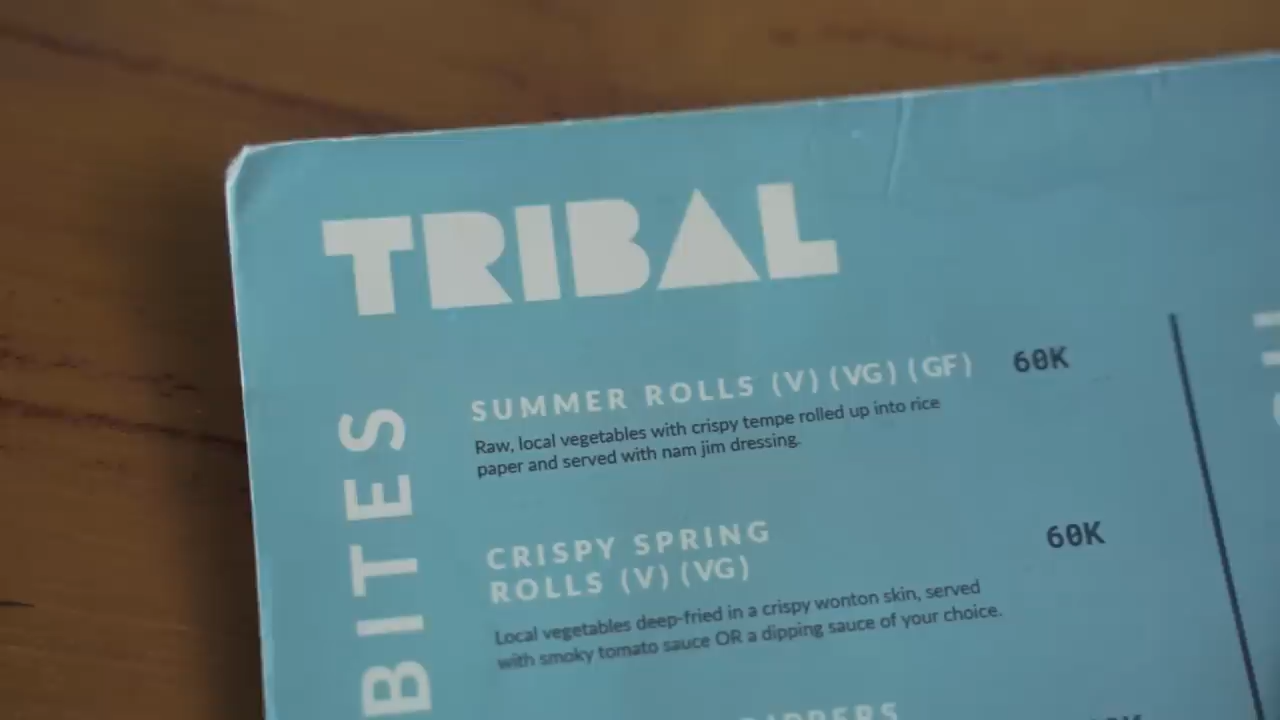 TRIBAL
BITES
SUMMER ROLLS (V) (VG) (GF) 60K
Raw, local vegetables with crispy tempe rolled up into rice
paper and served with nam jim dressing.
CRISPY SPRING 60K
ROLLS (V) (VG)
Local vegetables deep-fried in a crispy wonton skin, served
with smoky tomato sauce OR a dipping sauce of your choice.